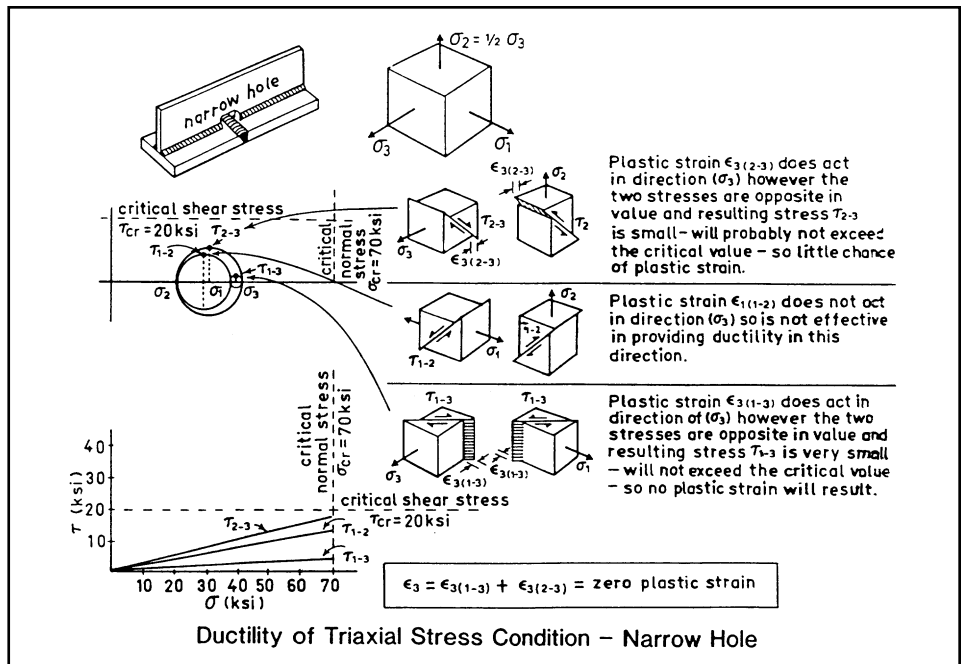 σ2 = ½ σ3
narrow hole
σ3
σ1
critical shear stress
τcr = 20 ksi
τ2-3
τ1-2
τ1-3
σ2
σ1
σ3
critical
normal
stress
σcr = 70 ksi
ϵ3(2-3)
σ2
τ2-3
τ2
σ3
ϵ3(2-3)
Plastic strain ϵ3(2-3) does act
in direction (σ3) however the
two stresses are opposite in
value and resulting stress τ2-3
is small – will probably not exceed
the critical value – so little chance
of plastic strain.
σ2
τ1-2
σ1
Plastic strain ϵ1(1-2) does not act
in direction (σ3) so is not effective
in providing ductility in this
direction.
τ1-3
τ1-3
σ3
ϵ3(1-3)
ϵ3(1-3)
σ1
Plastic strain ϵ3(1-3) does act in
direction of (σ3) however the two
stresses are opposite in value and
resulting stress τ1-3 is very small
– will not exceed the critical value
– so no plastic strain will result.
critical
normal stress
σcr = 70 ksi
critical shear stress
τcr = 20 ksi
τ (ksi)
40
30
20
10
τ2-3
τ1-2
τ1-3
10 20 30 40 50 60 70
σ (ksi)
ϵ3 = ϵ3(1-3) + ϵ3(2-3) = zero plastic strain
Ductility of Triaxial Stress Condition – Narrow Hole